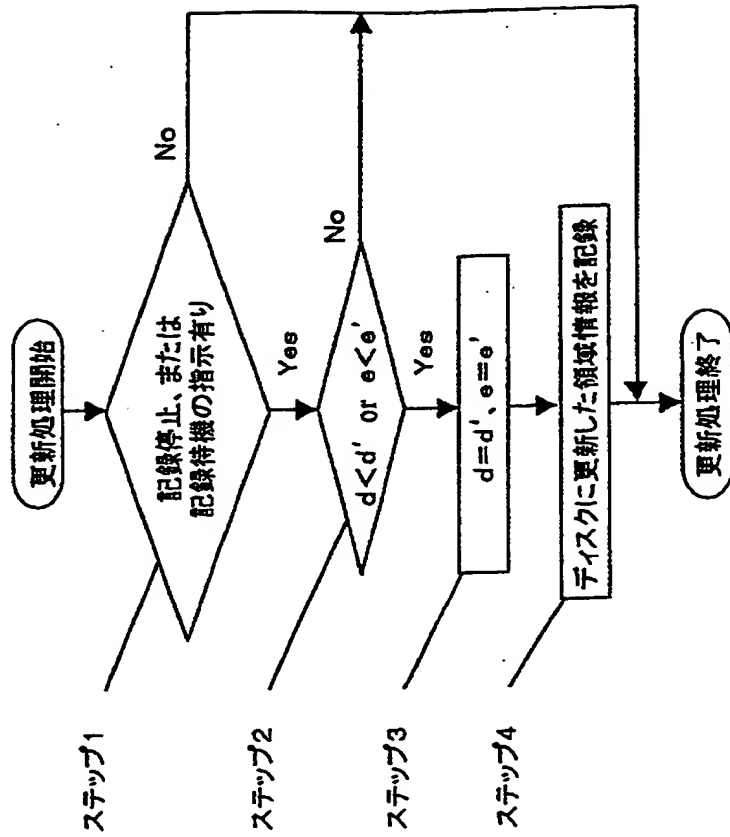 更新処理開始
ステップ1
記録停止、または
記録待機の指示有り
No
Yes
ステップ2
d<d' or e<e'
No
Yes
ステップ3
d=d'、e=e'
ステップ4
ディスクに更新した領域情報を記録
更新処理終了